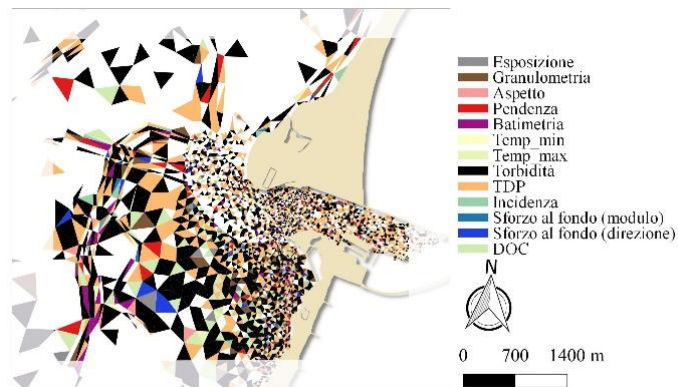 Esposizione
Granulometria
Aspetto
Pendenza
Batimetria
Temp_min
Temp_max
Torbidità
TDP
Incidenza
Sforzo al fondo (modulo)
Sforzo al fondo (direzione)
DOC
N
0 700 1400 m